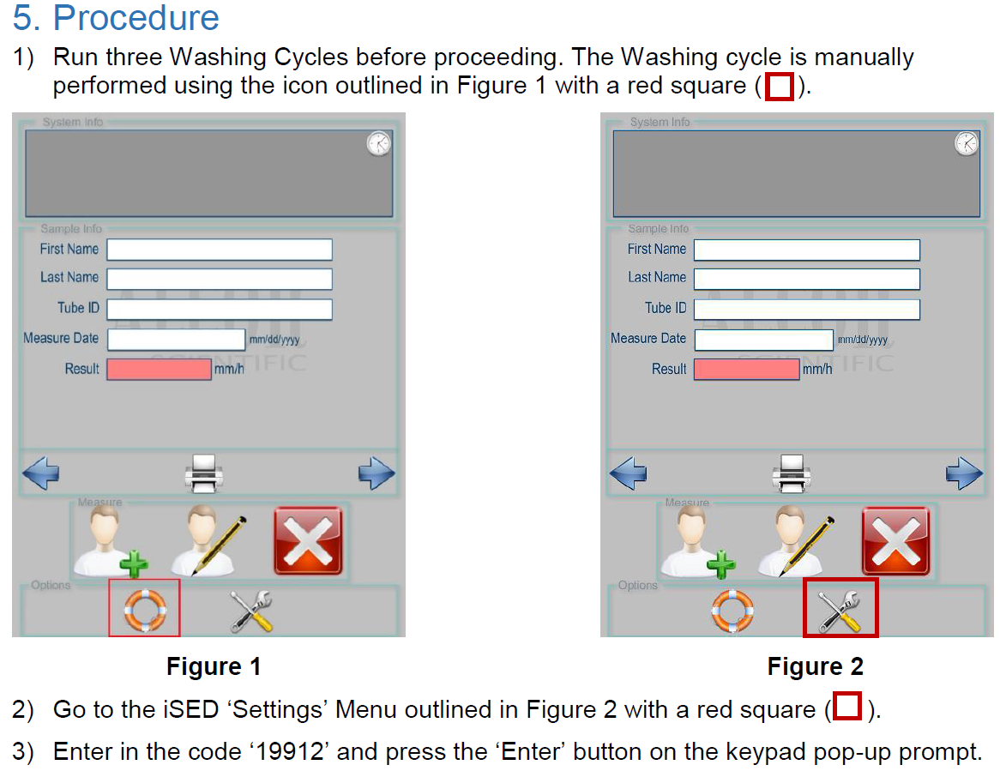 5. Procedure
1) Run three Washing Cycles before proceeding. The Washing cycle is manually
performed using the icon outlined in Figure 1 with a red square ( ).
System Info
Sample Info
First Name
Last Name
Tube ID
Measure Date mm/dd/yyyy
SCIENTIFIC
Result mm/h
Measure
Options
Figure 1
System Info
Sample Info
First Name
Last Name
Tube ID
Measure Date mm/dd/yyyy
SCIENTIFIC
Result mm/h
Measure
Options
Figure 2
2) Go to the iSED ‘Settings’ Menu outlined in Figure 2 with a red square ( ).
3) Enter in the code ‘19912’ and press the ‘Enter’ button on the keypad pop-up prompt.